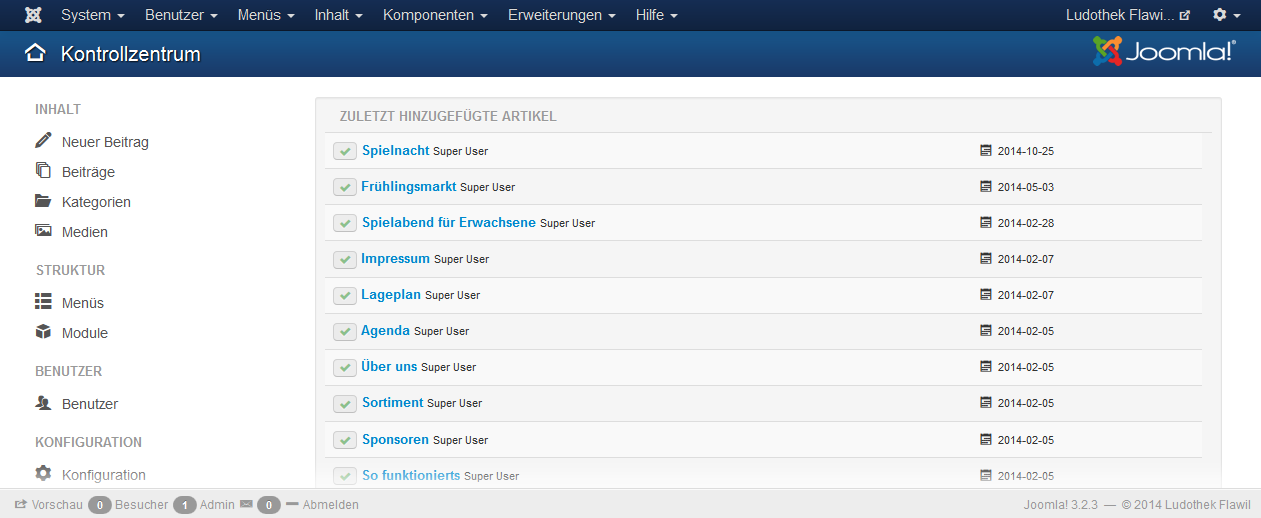 System Benutzer Menüs Inhalt Komponenten Erweiterungen Hilfe Ludothek Flawi...
Kontrollzentrum Joomla!®
INHALT
Neuer Beitrag
Beiträge
Kategorien
Medien
STRUKTUR
Menüs
Module
BENUTZER
Benutzer
KONFIGURATION
Konfiguration
ZULETZT HINZUGEFÜGTE ARTIKEL
Spielnacht Super User 2014-10-25
Frühlingsmarkt Super User 2014-05-03
Spielabend für Erwachsene Super User 2014-02-28
Impressum Super User 2014-02-07
Lageplan Super User 2014-02-07
Agenda Super User 2014-02-05
Über uns Super User 2014-02-05
Sortiment Super User 2014-02-05
Sponsoren Super User 2014-02-05
So funktionierts Super User 2014-02-05
Vorschau 0 Besucher 1 Admin 0 Abmelden Joomla! 3.2.3 — © 2014 Ludothek Flawil